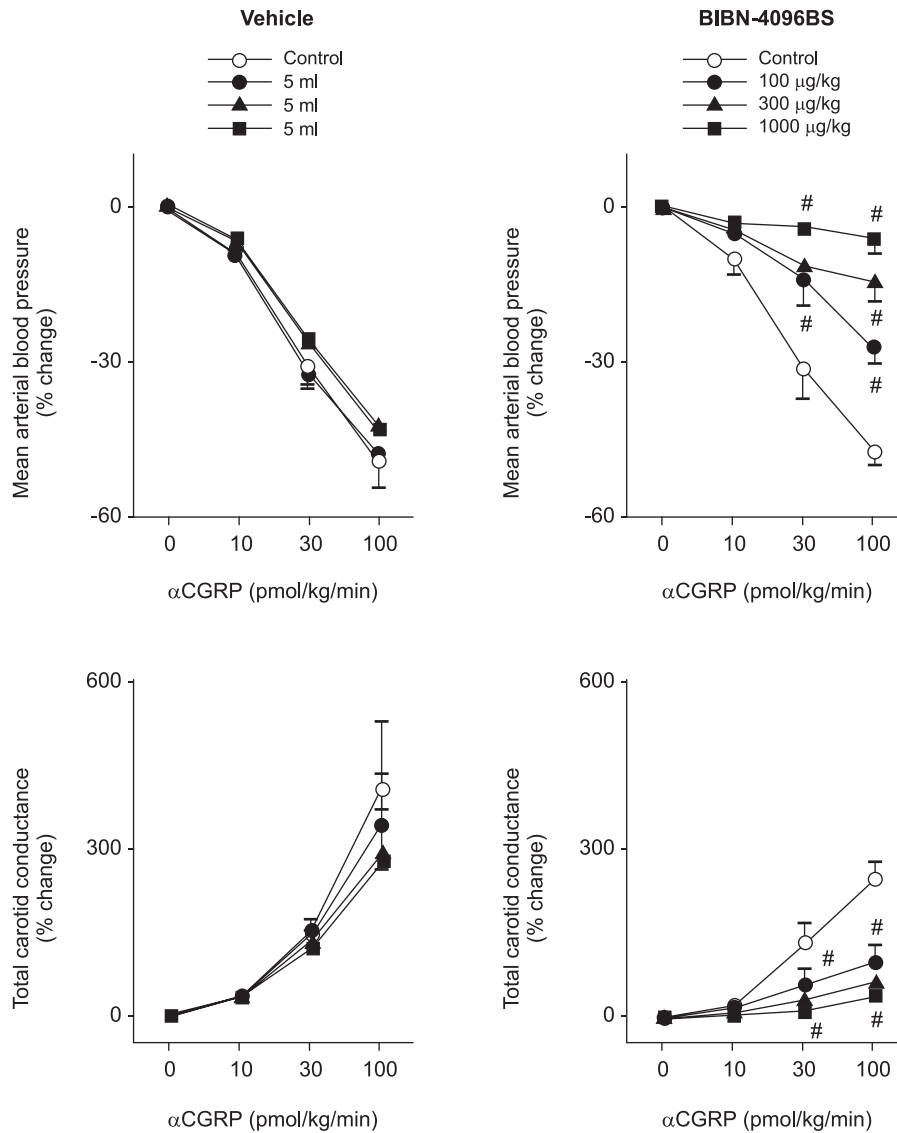 Vehicle
Control
5 ml
5 ml
5 ml
0
-30
-60
Mean arterial blood pressure
(% change)
0 10 30 100
αCGRP (pmol/kg/min)
BIBN-4096BS
Control
100 μg/kg
300 μg/kg
1000 μg/kg
0
-30
-60
Mean arterial blood pressure
(% change)
# #
# #
#
0 10 30 100
αCGRP (pmol/kg/min)
600
300
0
Total carotid conductance
(% change)
0 10 30 100
αCGRP (pmol/kg/min)
600
300
0
Total carotid conductance
(% change)
#
#
# #
0 10 30 100
αCGRP (pmol/kg/min)